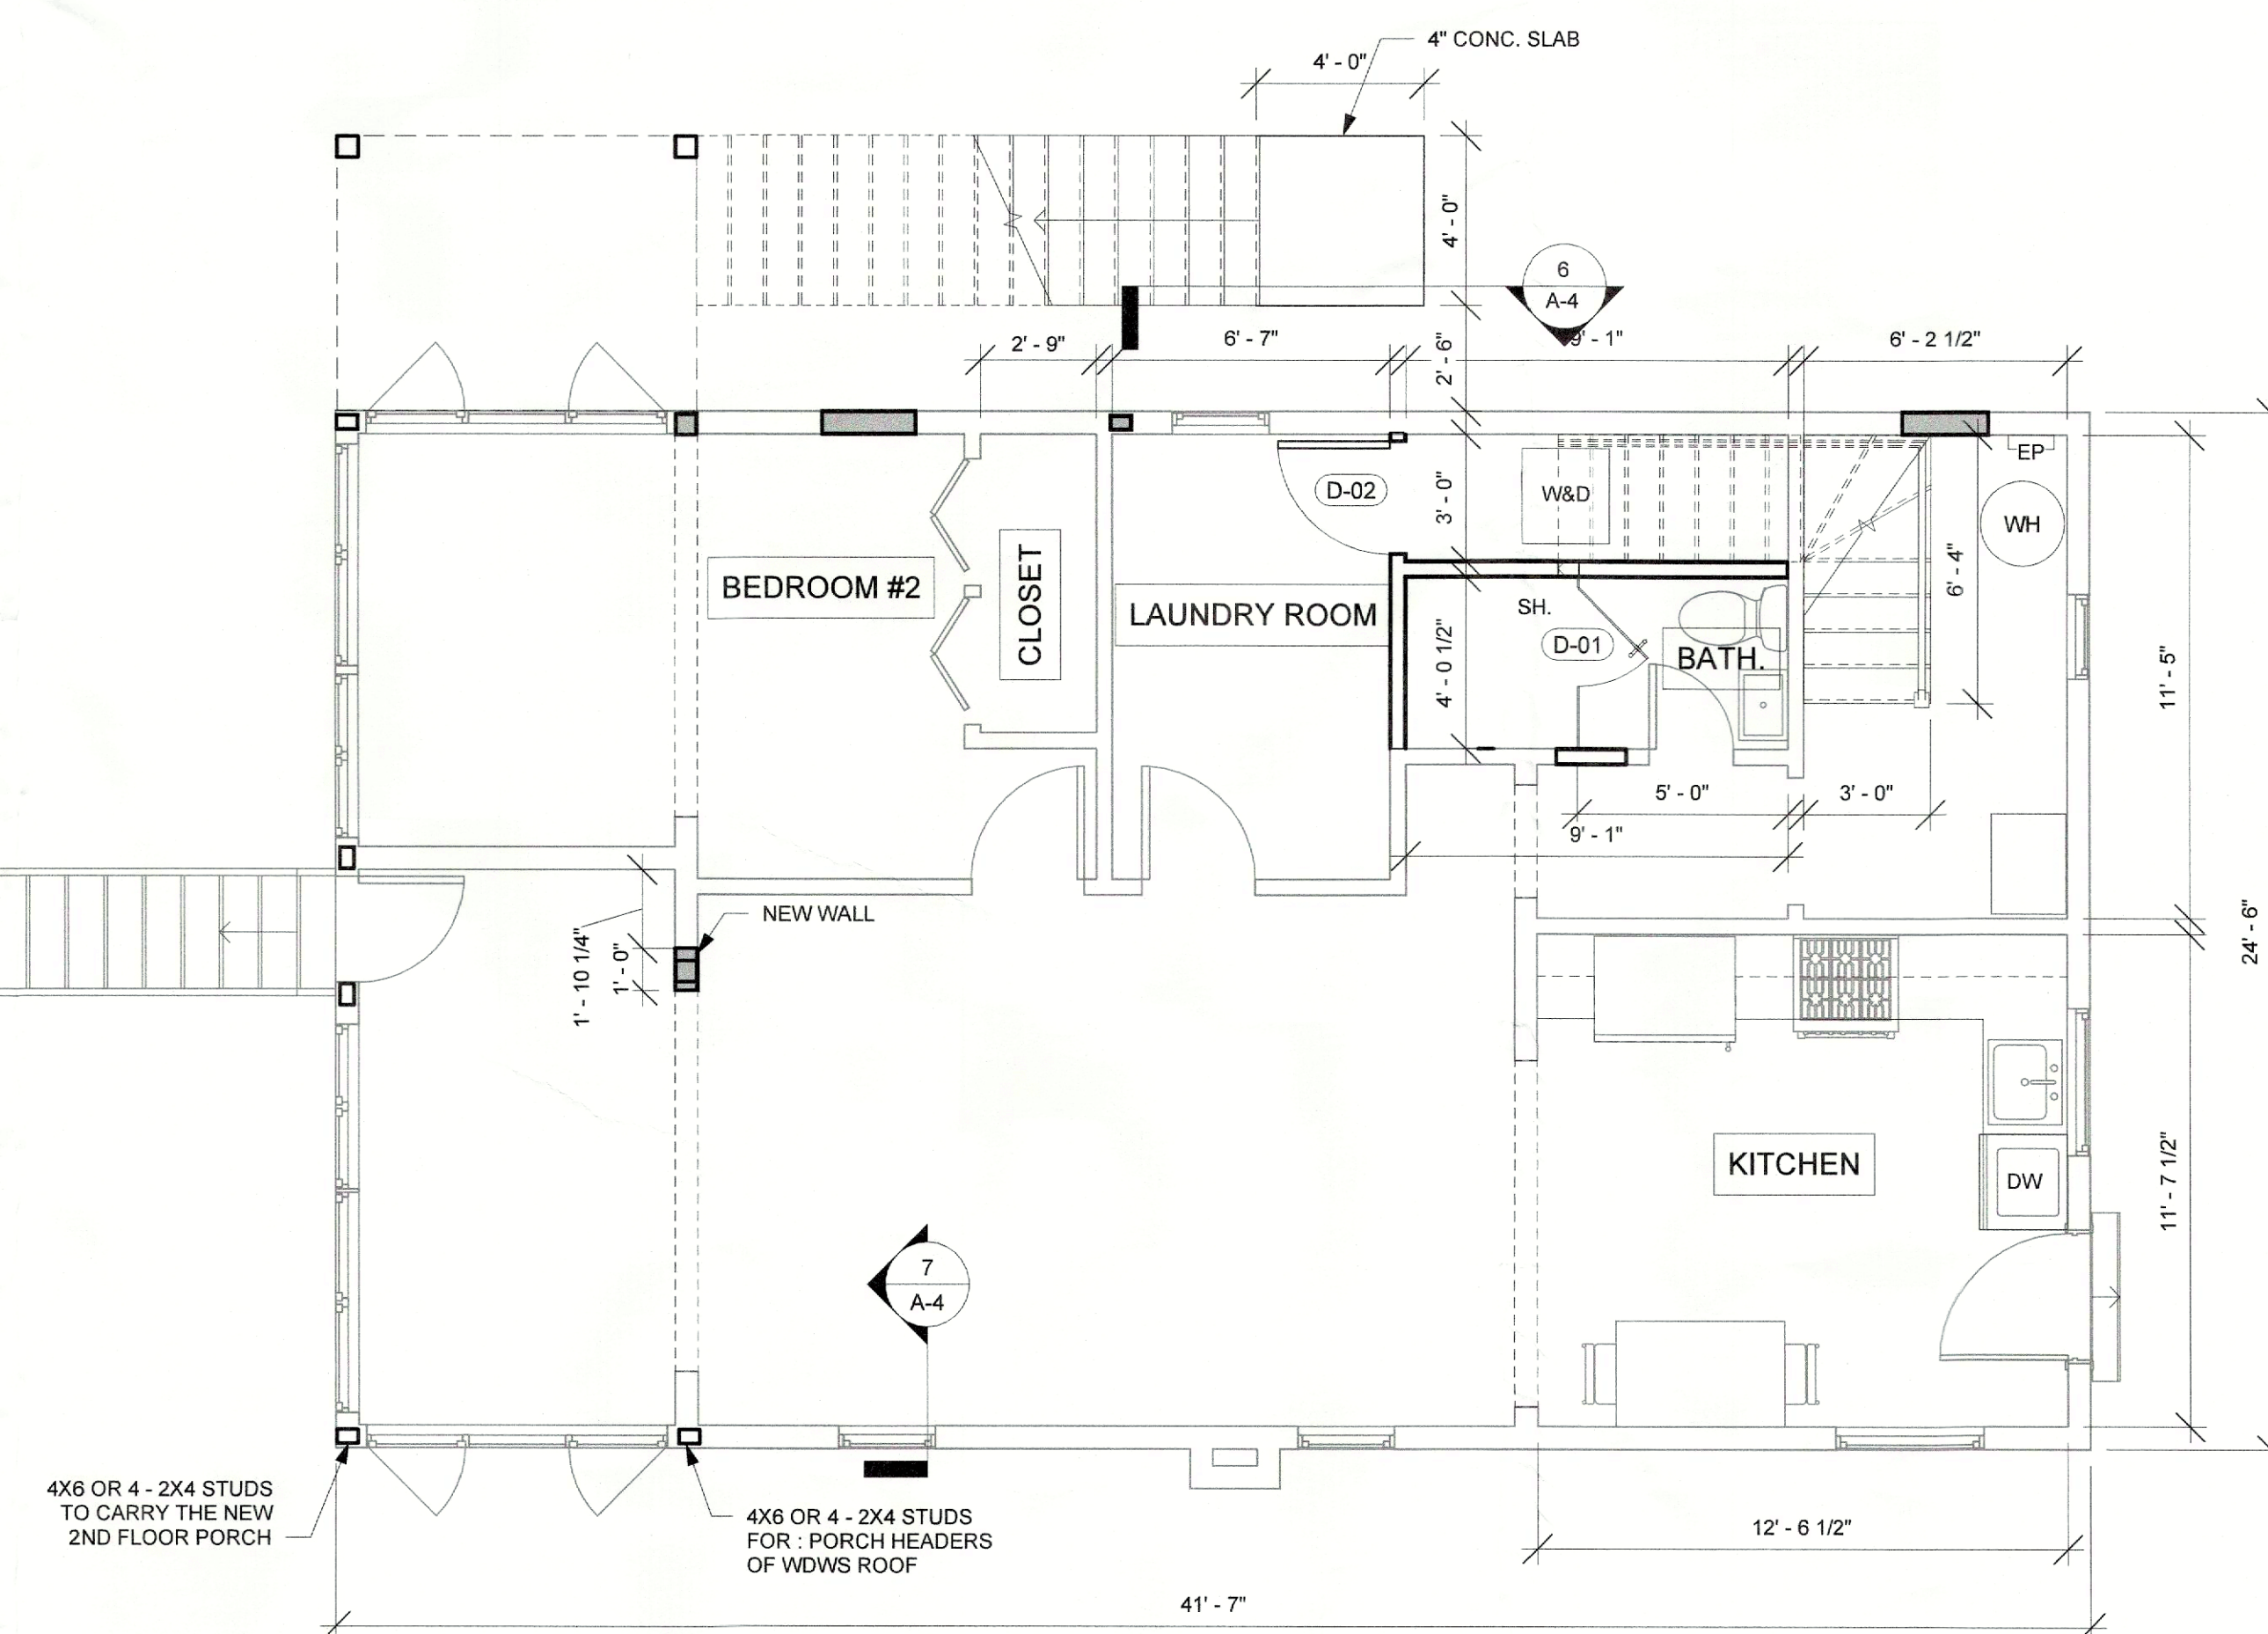 4" CONC. SLAB
4' - 0"
4' - 0"
6
A-4
2' - 9"
6' - 7"
2' - 6"
9' - 1"
6' - 2 1/2"
EP
W&D
D-02
3' - 0"
WH
6' - 4"
BEDROOM #2
CLOSET
LAUNDRY ROOM
SH.
D-01
BATH.
4' - 0 1/2"
11' - 5"
5' - 0"
3' - 0"
9' - 1"
NEW WALL
1' - 10 1/4"
1' - 0"
24' - 6"
KITCHEN
DW
11' - 7 1/2"
7
A-4
4X6 OR 4 - 2X4 STUDS
TO CARRY THE NEW
2ND FLOOR PORCH
4X6 OR 4 - 2X4 STUDS
FOR : PORCH HEADERS
OF WDWS ROOF
12' - 6 1/2"
41' - 7"